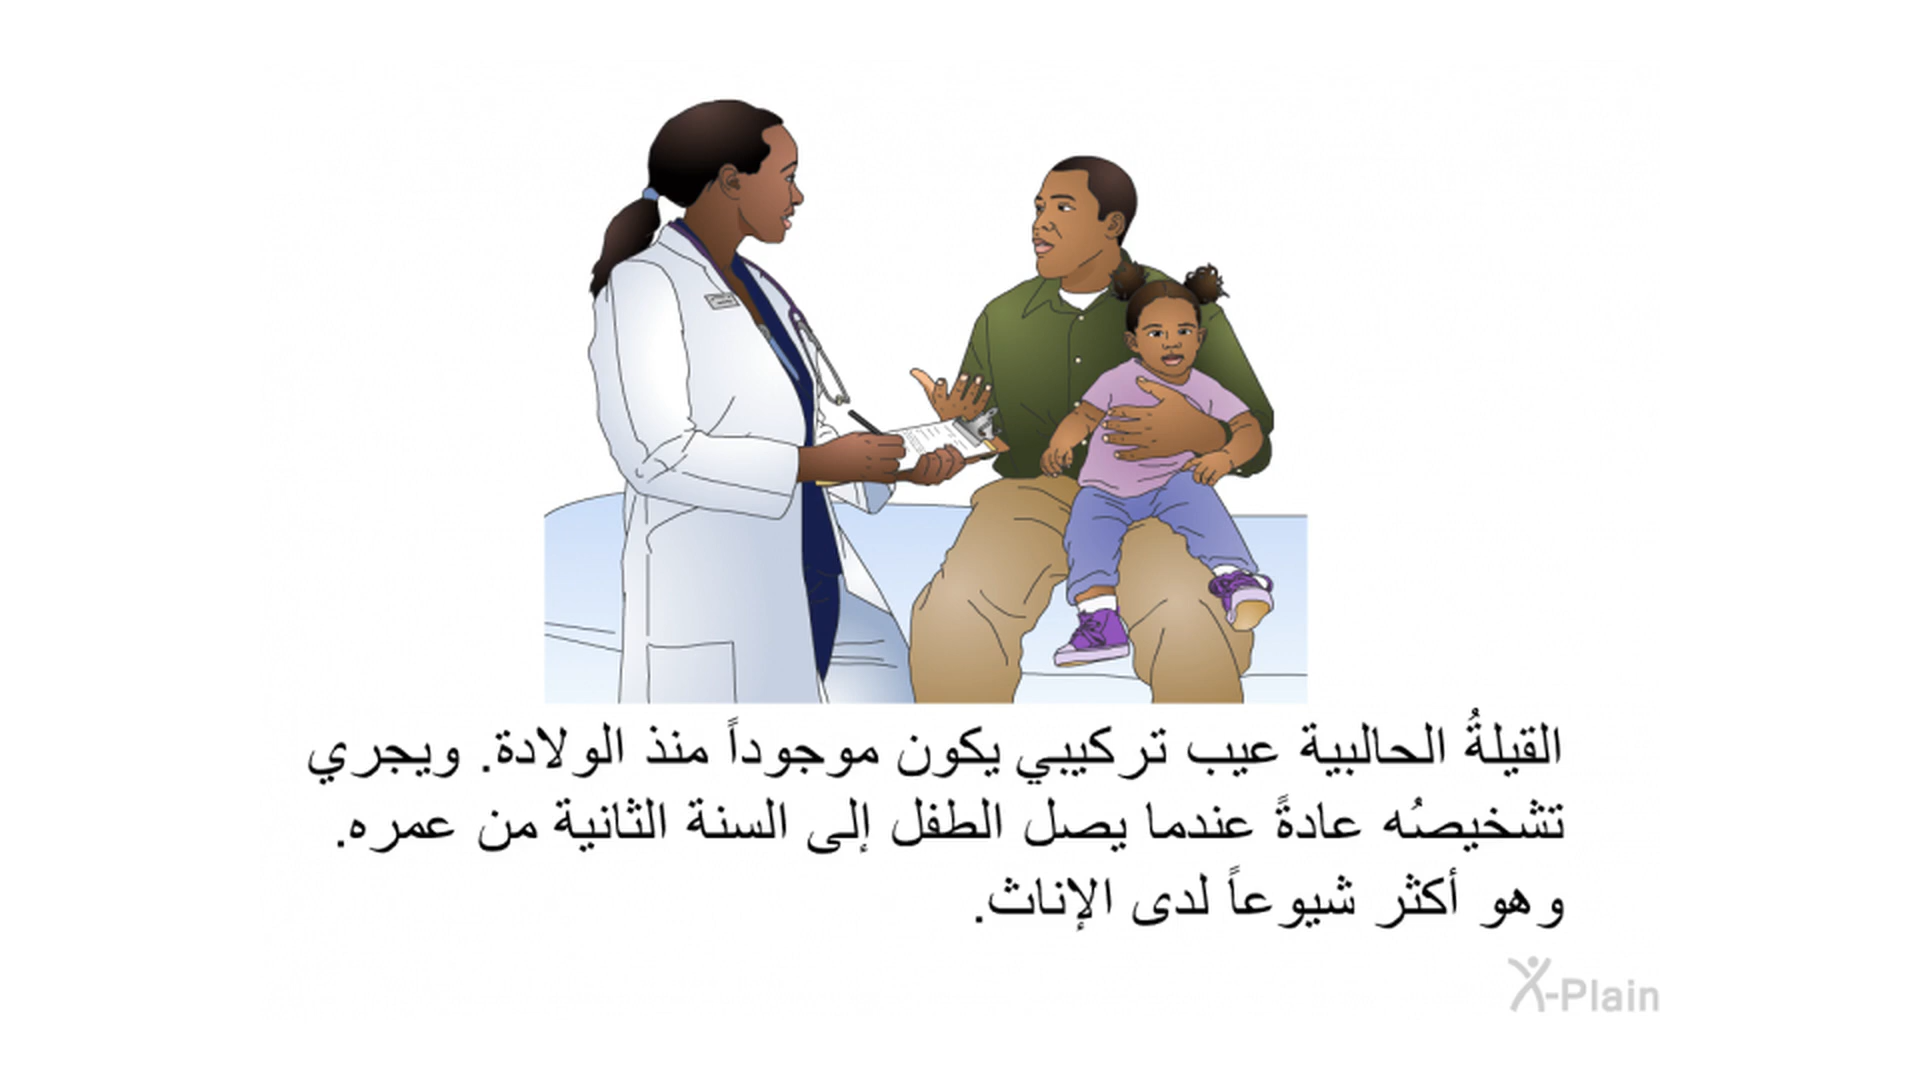 القيلةُ الحالبية عيب تركيبي يكون موجوداً منذ الولادة. ويجري
تشخيصُه عادةً عندما يصل الطفل إلى السنة الثانية من عمره.
وهو أكثر شيوعاً لدى الإناث.
X-Plain